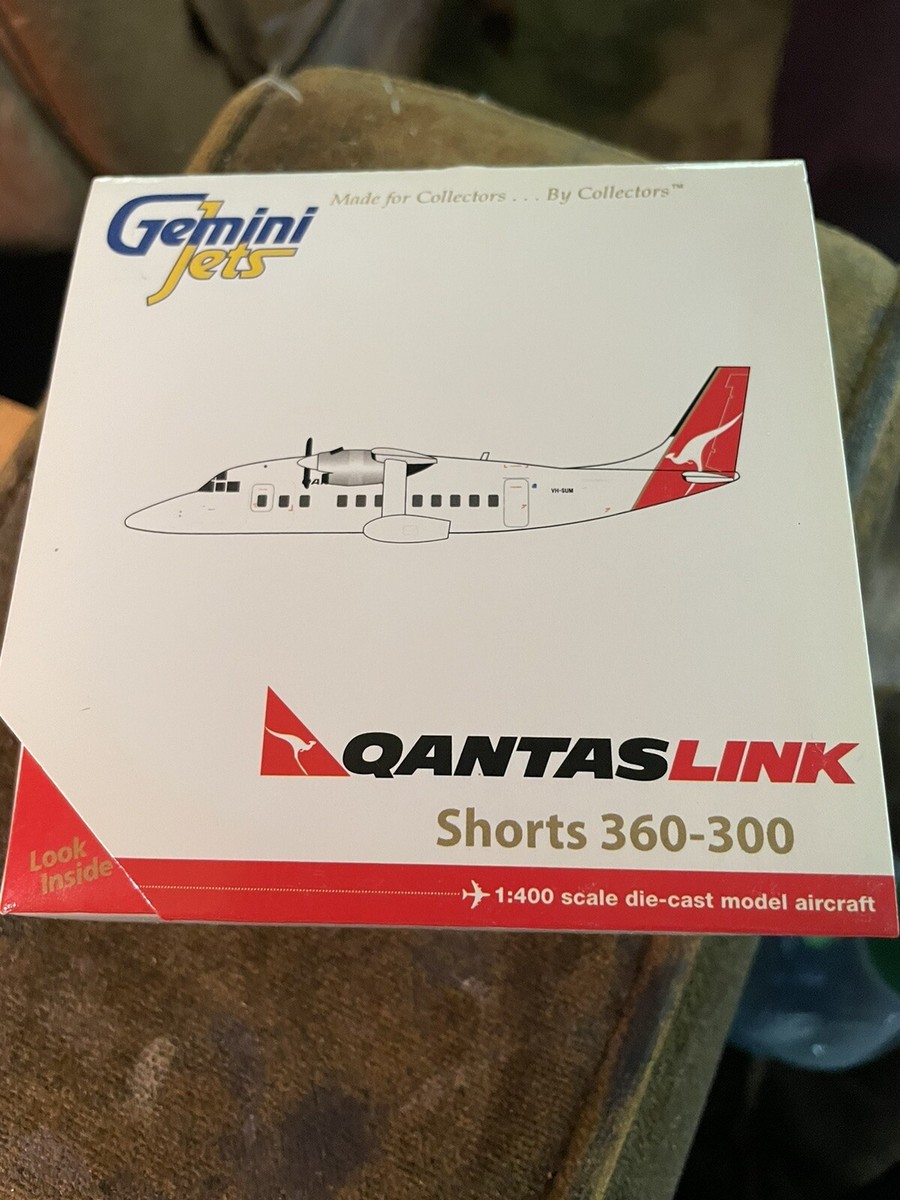 Gemini Jets
Made for Collectors . . . By Collectors™
VH-SUM
QANTASLINK
Shorts 360-300
Look
Inside
1:400 scale die-cast model aircraft